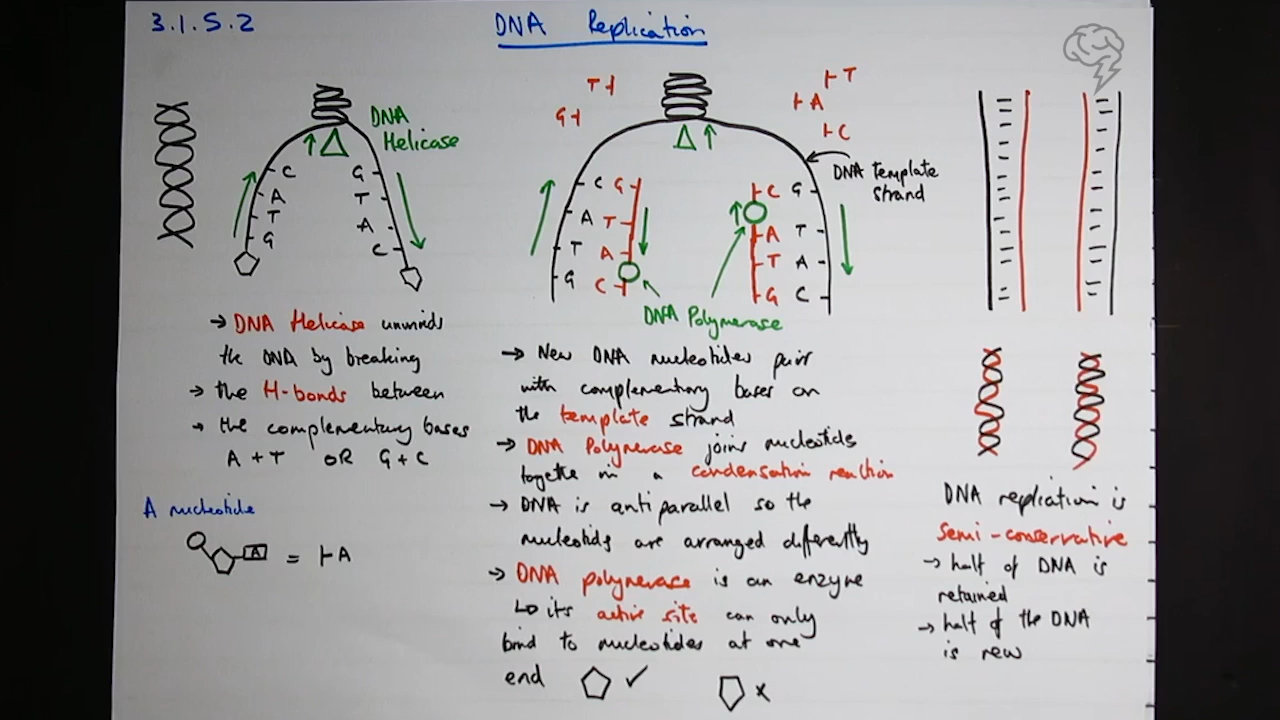 3.1.5.2
DNA Replication
DNA
Helicase
C
A
T
G
G
T
A
C
→ DNA Helicase unwinds
the DNA by breaking
→ the H-bonds between
→ the complementary bases
A + T OR G + C
A nucleotide
A = A
T
G
T
A
C
DNA template
strand
C G
A T
T A
G C
C G
A T
T A
G C
DNA Polymerase
→ New DNA nucleotides pair
with complementary bases on
the template strand
→ DNA Polymerase joins nucleotides
together in a condensation reaction
→ DNA is antiparallel so the
nucleotids are arranged differently
→ DNA polymerase is an enzyme
↳ its active site can only
bind to nucleotides at one
end ✓ x
DNA replication is
semi-conservative
→ half of DNA is
retained
→ half of the DNA
is new